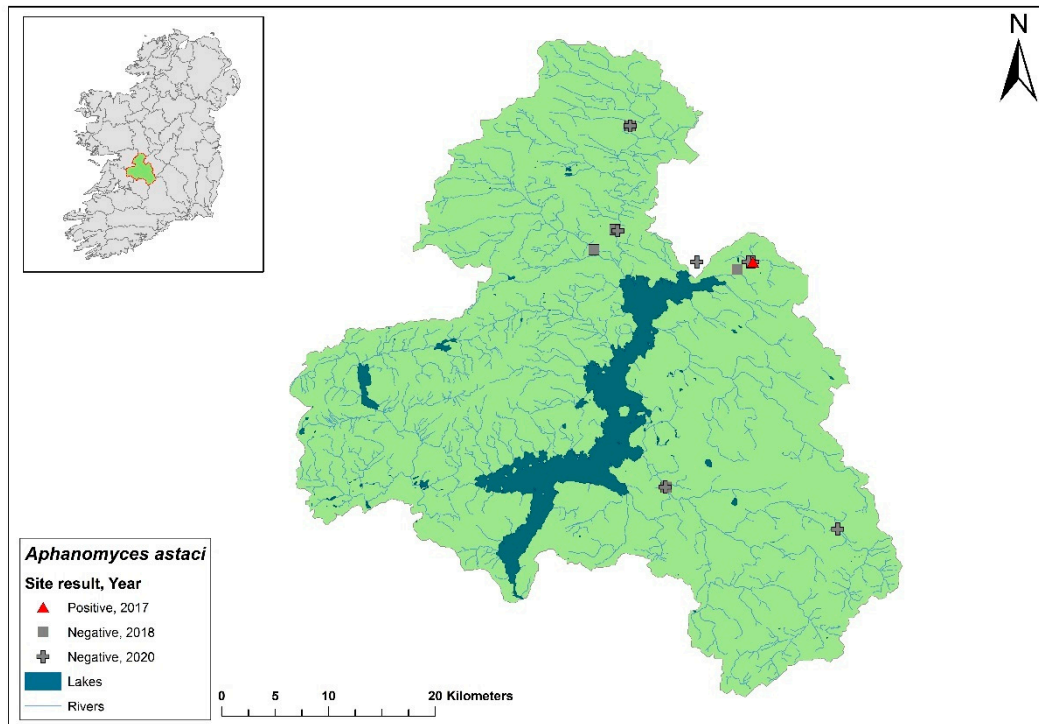 N
Aphanomyces astaci
Site result, Year
Positive, 2017
Negative, 2018
Negative, 2020
Lakes
Rivers
0 5 10 20 Kilometers